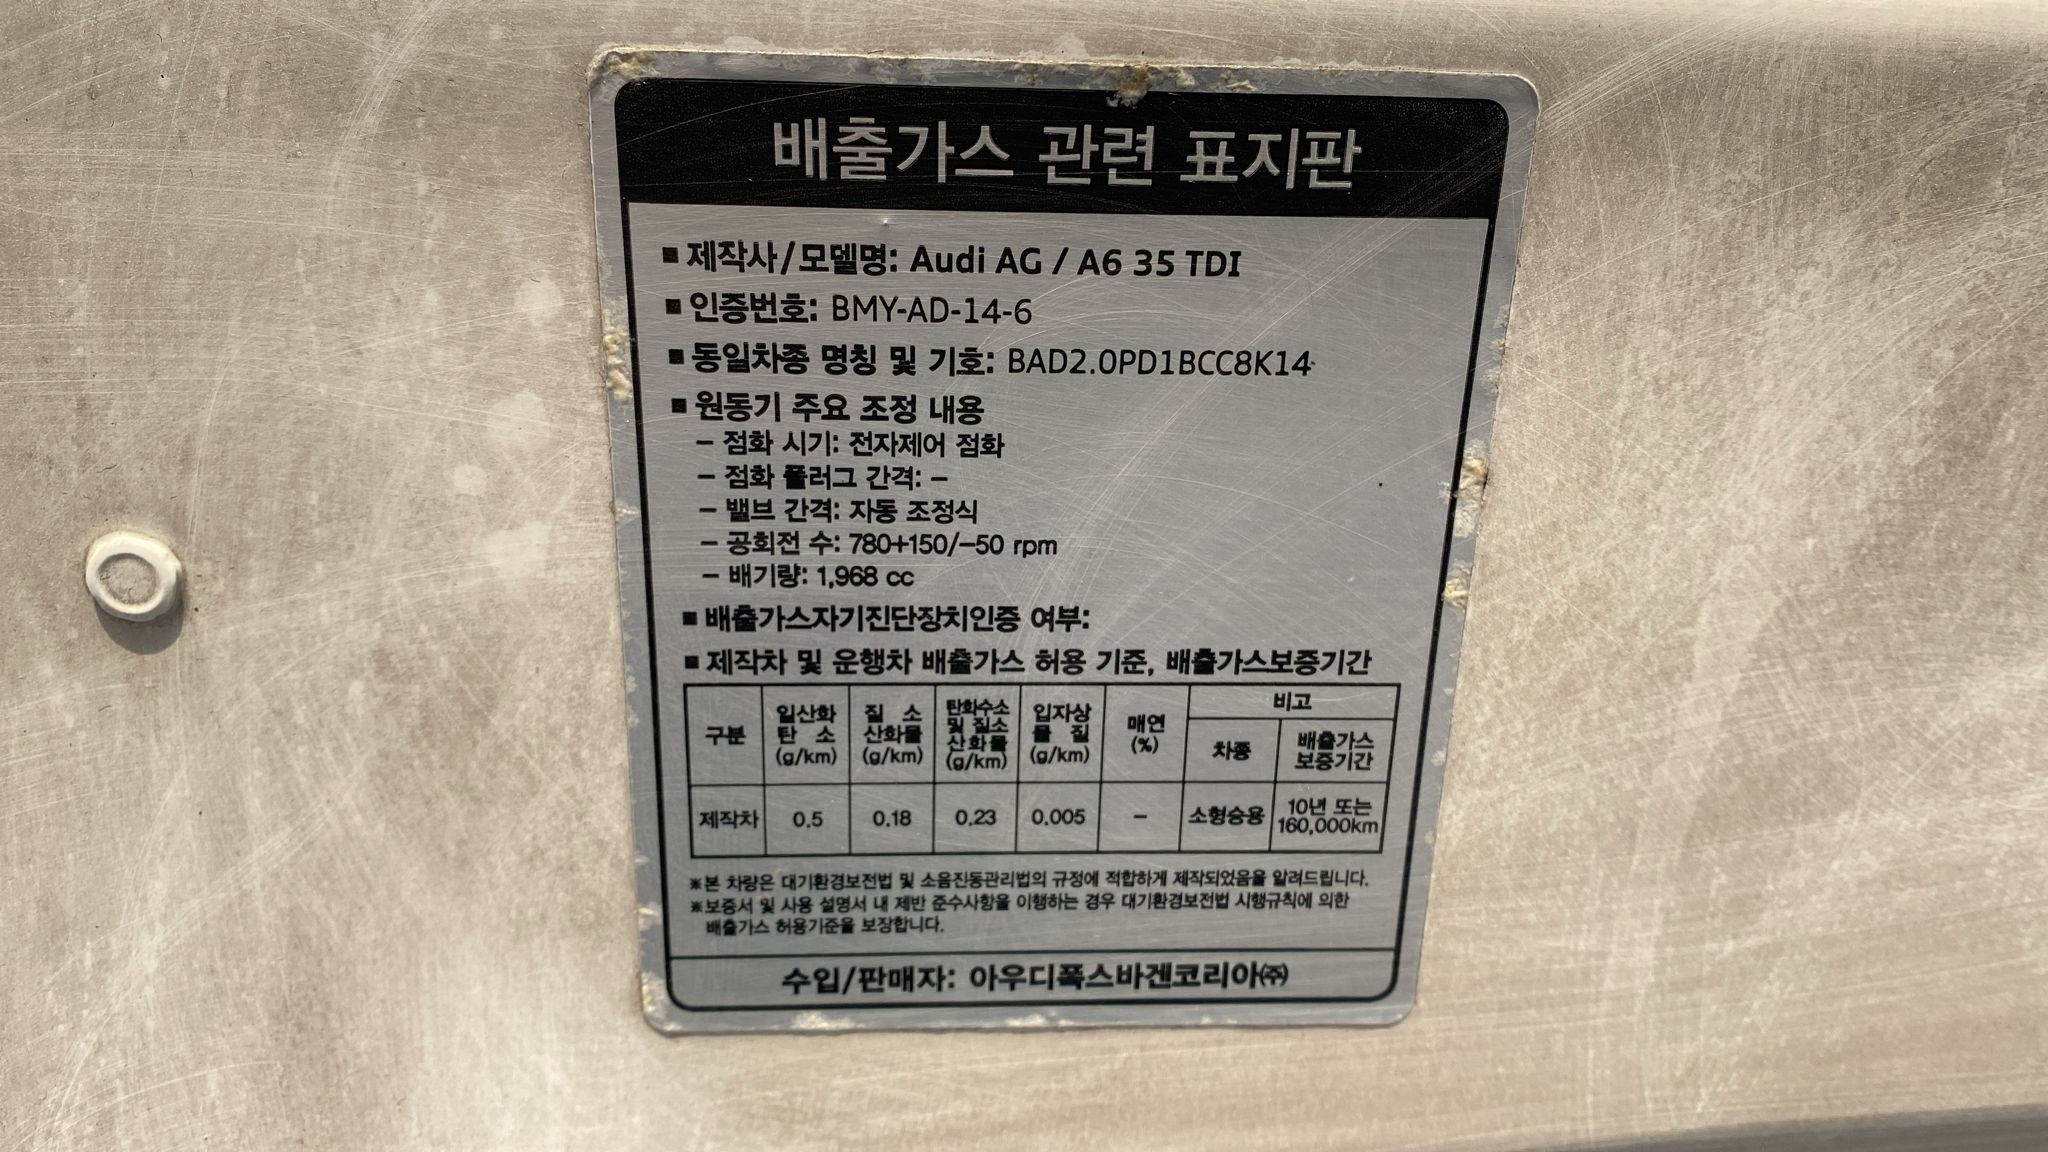 배출가스 관련 표지판
■ 제작사/모델명: Audi AG / A6 35 TDI
■ 인증번호: BMY-AD-14-6
■ 동일차종 명칭 및 기호: BAD2.0PD1BCC8K14
■ 원동기 주요 조정 내용
– 점화 시기: 전자제어 점화
– 점화 플러그 간격: –
– 밸브 간격: 자동 조정식
– 공회전 수: 780+150/–50 rpm
– 배기량: 1,968 cc
■ 배출가스자기진단장치인증 여부:
■ 제작차 및 운행차 배출가스 허용 기준, 배출가스보증기간
구분 일산화탄소 (g/km) 질소산화물 (g/km) 탄화수소 및 질소산화물 (g/km) 입자상물질 (g/km) 매연 (%) 비고
차종 배출가스 보증기간
제작차 0.5 0.18 0.23 0.005 – 소형승용 10년 또는 160,000km
※본 차량은 대기환경보전법 및 소음진동관리법의 규정에 적합하게 제작되었음을 알려드립니다.
※보증서 및 사용 설명서 내 제반 준수사항을 이행하는 경우 대기환경보전법 시행규칙에 의한
배출가스 허용기준을 보장합니다.
수입/판매자: 아우디폭스바겐코리아㈜